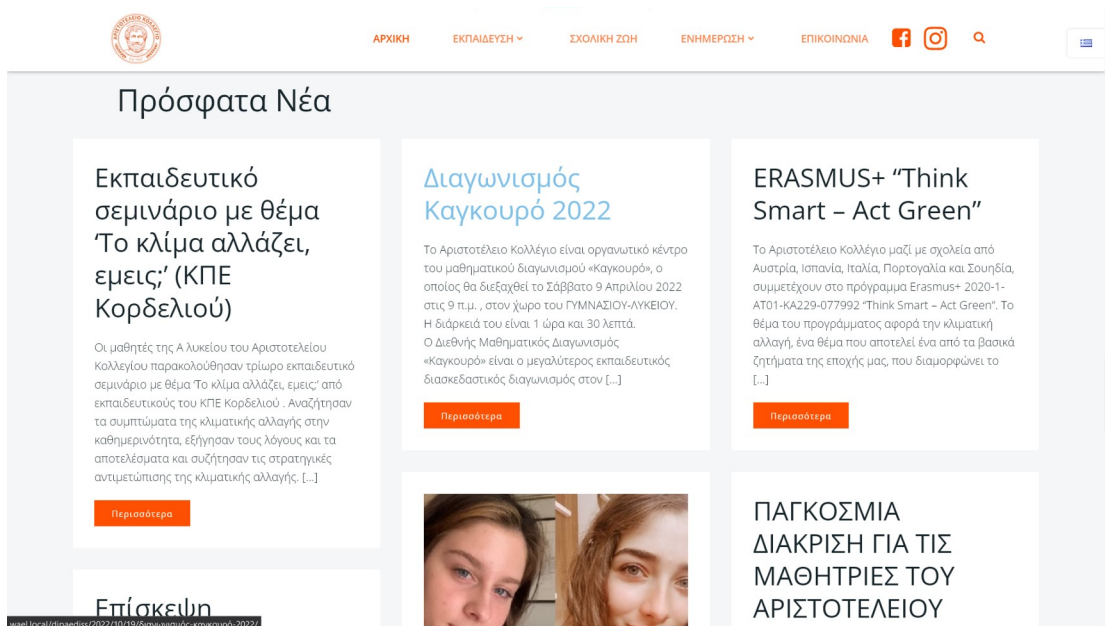 ΑΡΧΙΚΗ
ΕΚΠΑΙΔΕΥΣΗ
ΣΧΟΛΙΚΗ ΖΩΗ
ΕΝΗΜΕΡΩΣΗ
ΕΠΙΚΟΙΝΩΝΙΑ
Πρόσφατα Νέα
Εκπαιδευτικό
σεμινάριο με θέμα
‘Το κλίμα αλλάζει,
εμεις;’ (ΚΠΕ
Κορδελιού)
Οι μαθητές της Α λυκείου του Αριστοτελείου
Κολλεγίου παρακολούθησαν τρίωρο εκπαιδευτικό
σεμινάριο με θέμα ‘Το κλίμα αλλάζει, εμεις;’ από
εκπαιδευτικούς του ΚΠΕ Κορδελιού . Αναζήτησαν
τα συμπτώματα της κλιματικής αλλαγής στην
καθημερινότητα, εξήγησαν τους λόγους και τα
αποτελέσματα και συζήτησαν τις στρατηγικές
αντιμετώπισης της κλιματικής αλλαγής. [...]
Περισσότερα
Επίσκεψη
Διαγωνισμός
Καγκουρό 2022
Το Αριστοτέλειο Κολλέγιο είναι οργανωτικό κέντρο
του μαθηματικού διαγωνισμού «Καγκουρό», ο
οποίος θα διεξαχθεί το Σάββατο 9 Απριλίου 2022
στις 9 π.μ. , στον χώρο του ΓΥΜΝΑΣΙΟΥ-ΛΥΚΕΙΟΥ.
Η διάρκειά του είναι 1 ώρα και 30 λεπτά.
Ο Διεθνής Μαθηματικός Διαγωνισμός
«Καγκουρό» είναι ο μεγαλύτερος εκπαιδευτικός
διασκεδαστικός διαγωνισμός στον [...]
Περισσότερα
ERASMUS+ “Think
Smart – Act Green”
Το Αριστοτέλειο Κολλέγιο μαζί με σχολεία από
Αυστρία, Ισπανία, Ιταλία, Πορτογαλία και Σουηδία,
συμμετέχουν στο πρόγραμμα Erasmus+ 2020-1-
AT01-KA229-077992 “Think Smart – Act Green”. Το
θέμα του προγράμματος αφορά την κλιματική
αλλαγή, ένα θέμα που αποτελεί ένα από τα βασικά
ζητήματα της εποχής μας, που διαμορφώνει το
[...]
Περισσότερα
ΠΑΓΚΟΣΜΙΑ
ΔΙΑΚΡΙΣΗ ΓΙΑ ΤΙΣ
ΜΑΘΗΤΡΙΕΣ ΤΟΥ
ΑΡΙΣΤΟΤΕΛΕΙΟΥ
wael.local/dipaediss/2022/10/19/διαγωνισμός-καγκουρό-2022/